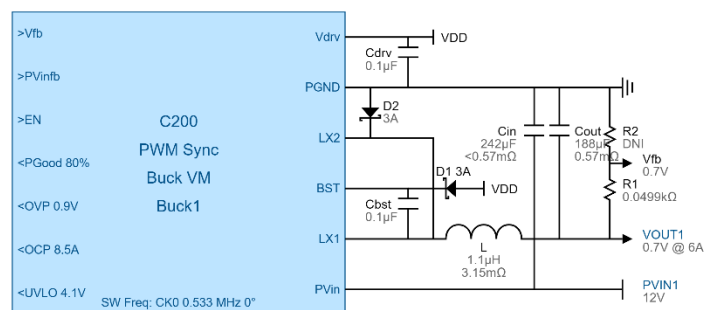 >Vfb
>PVinfb
>EN
<PGood 80%
<OVP 0.9V
<OCP 8.5A
<UVLO 4.1V
C200
PWM Sync
Buck VM
Buck1
SW Freq: CK0 0.533 MHz 0°
Vdrv
PGND
LX2
BST
LX1
PVin
Cdrv
0.1µF
VDD
D2
3A
D1 3A
VDD
Cbst
0.1µF
L
1.1µH
3.15mΩ
Cin
242µF
<0.57mΩ
Cout
188µF
0.57mΩ
R2
DNI
Vfb
0.7V
R1
0.0499kΩ
VOUT1
0.7V @ 6A
PVIN1
12V